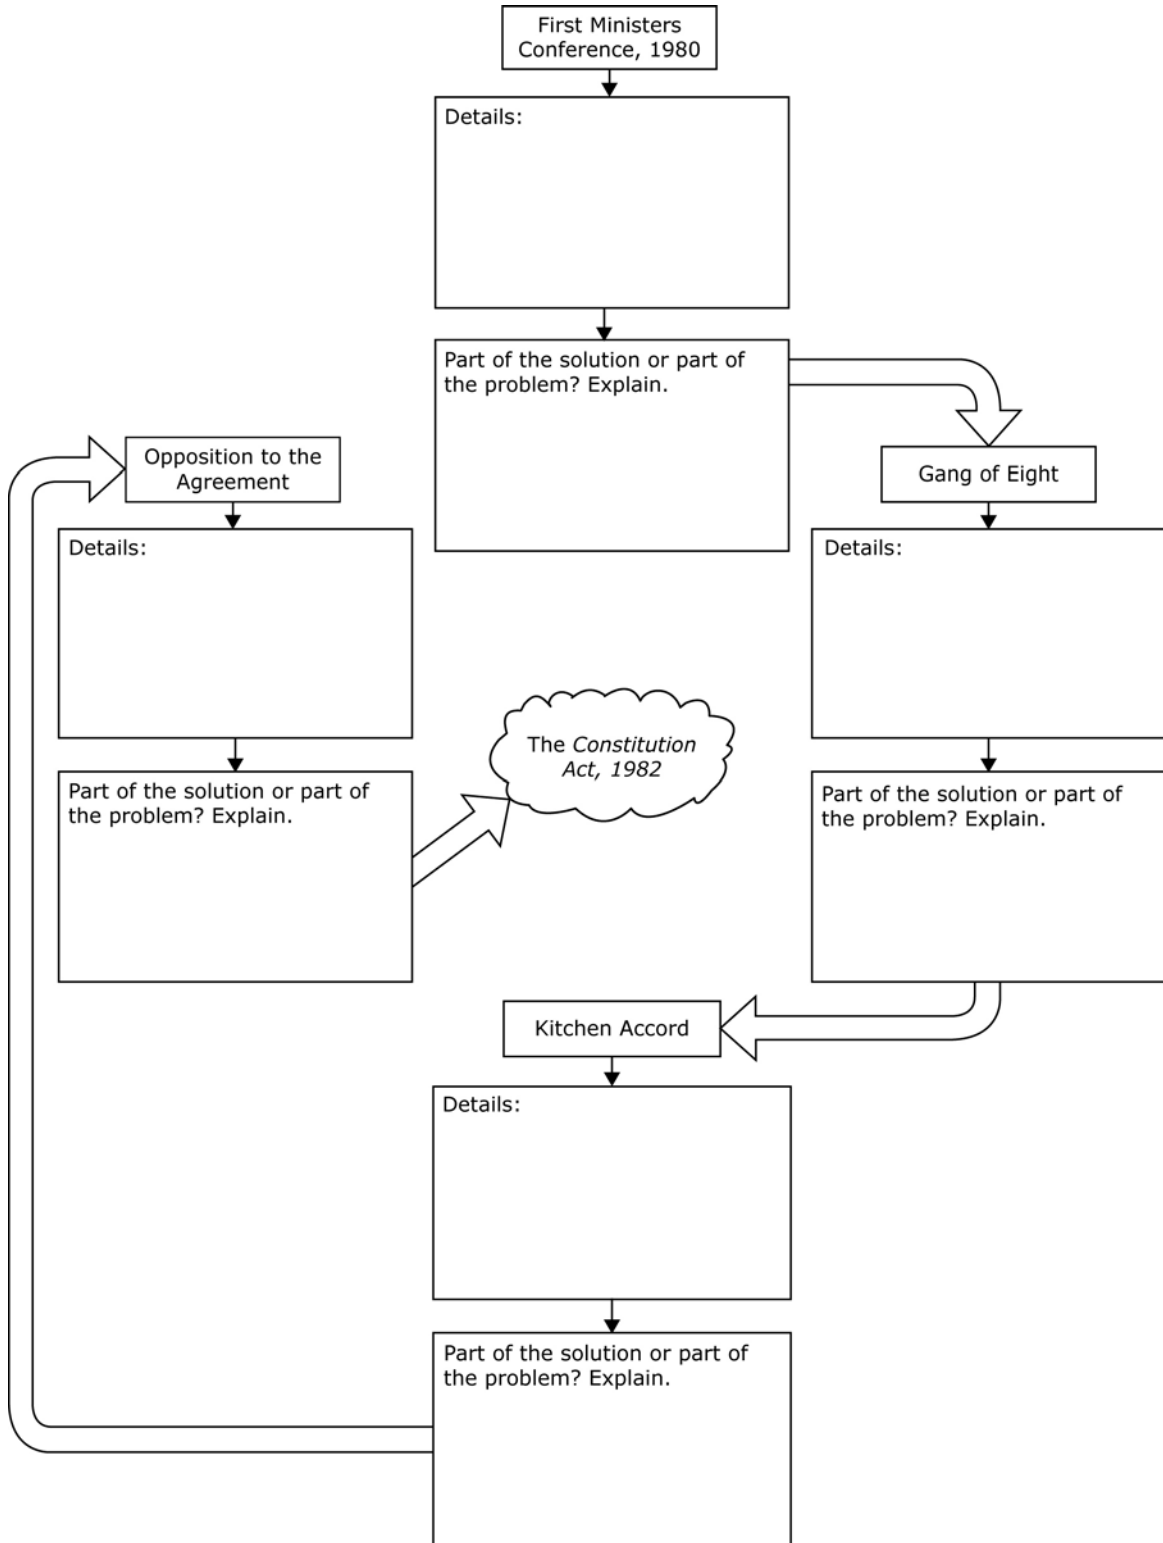 First Ministers
Conference, 1980
Details:
Part of the solution or part of
the problem? Explain.
Gang of Eight
Details:
Part of the solution or part of
the problem? Explain.
Kitchen Accord
Details:
Part of the solution or part of
the problem? Explain.
Opposition to the
Agreement
Details:
Part of the solution or part of
the problem? Explain.
The Constitution
Act, 1982